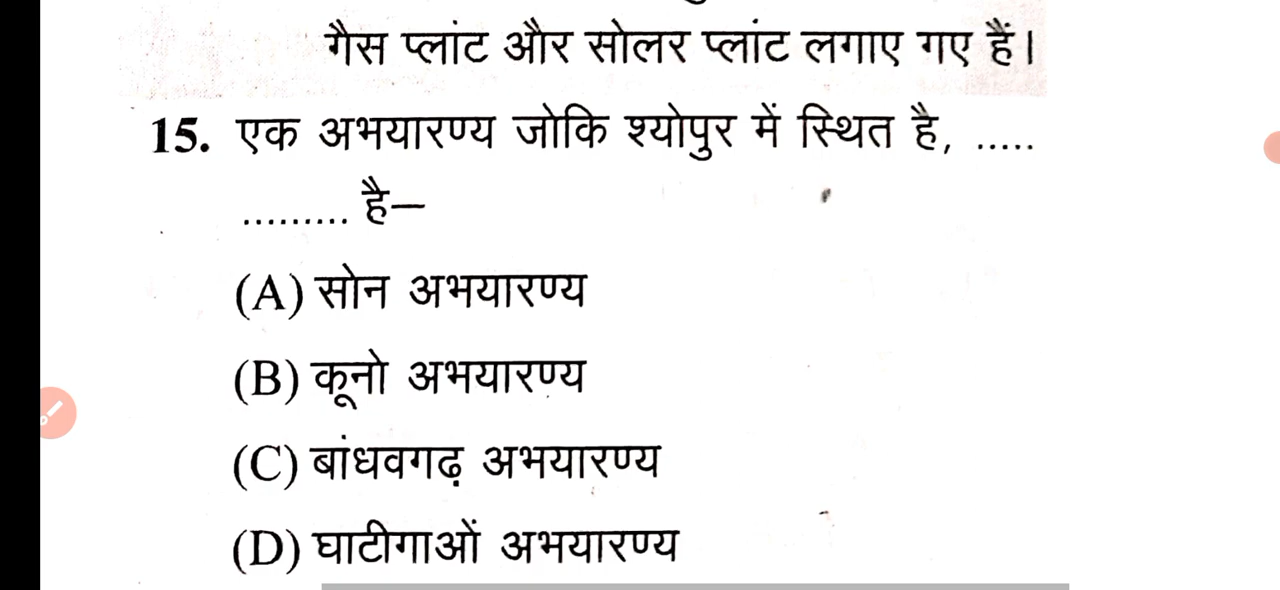 गैस प्लांट और सोलर प्लांट लगाए गए हैं।
15. एक अभयारण्य जोकि श्योपुर में स्थित है, .....
......... है–
(A) सोन अभयारण्य
(B) कूनो अभयारण्य
(C) बांधवगढ़ अभयारण्य
(D) घाटीगाओं अभयारण्य